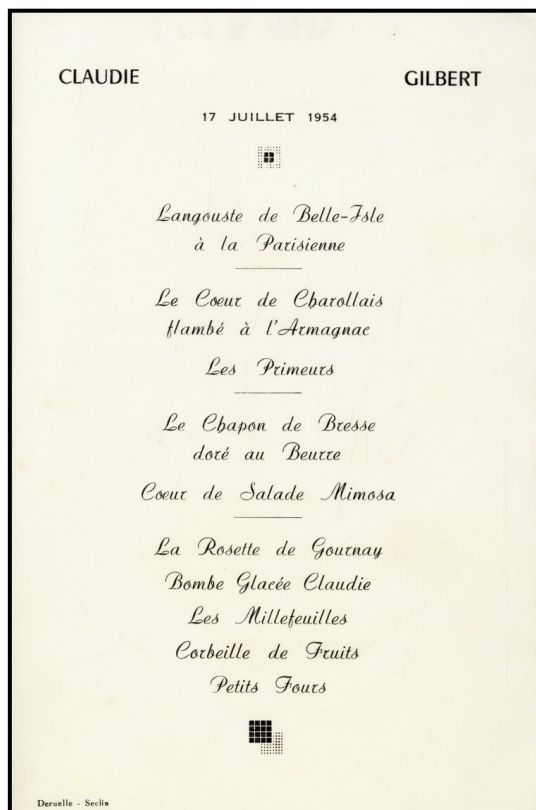 CLAUDIE GILBERT
17 JUILLET 1954
Langouste de Belle-Isle
à la Parisienne
Le Coeur de Charollais
flambé à l'Armagnac
Les Primeurs
Le Chapon de Bresse
doré au Beurre
Coeur de Salade Mimosa
La Rosette de Gournay
Bombe Glacée Claudie
Les Millefeuilles
Corbeille de Fruits
Petits Fours
Deruelle - Seclin